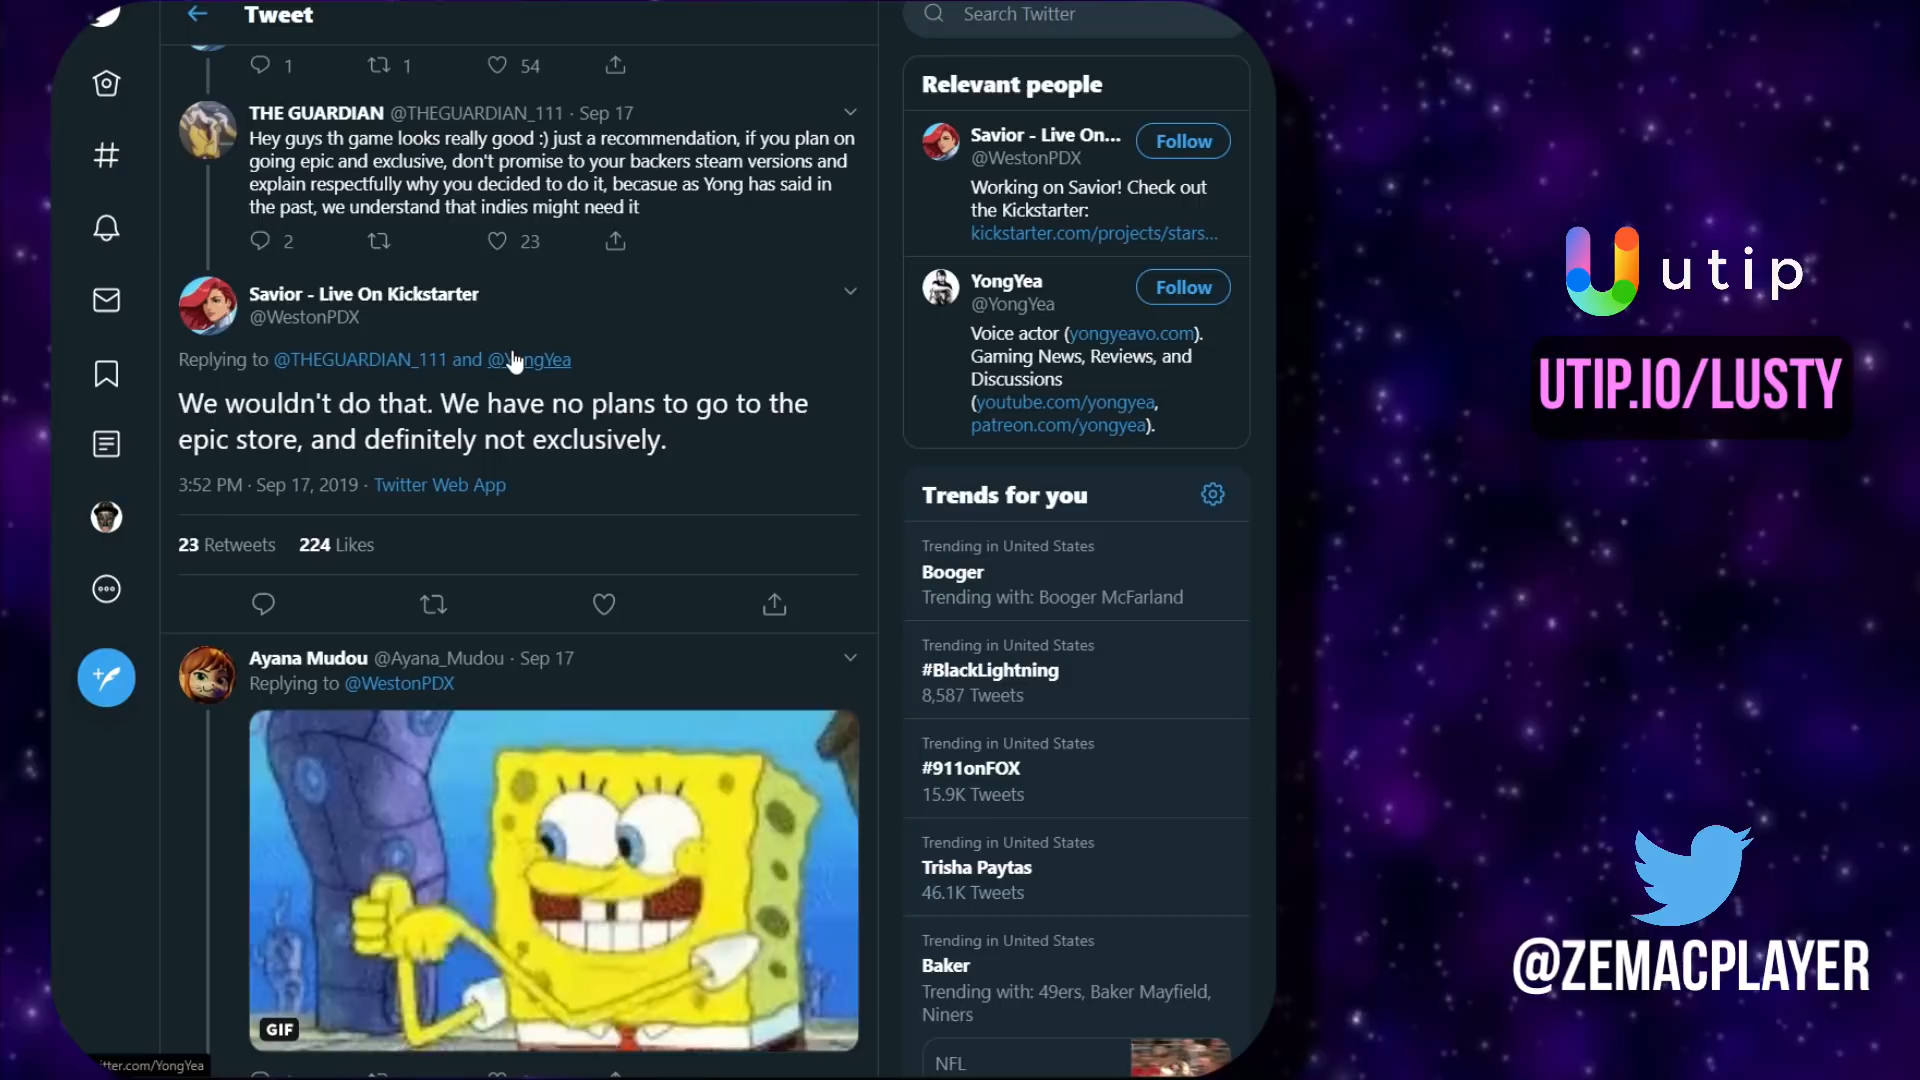 Tweet
1 1 54
THE GUARDIAN @THEGUARDIAN_111 · Sep 17
Hey guys th game looks really good :) just a recommendation, if you plan on
going epic and exclusive, don't promise to your backers steam versions and
explain respectfully why you decided to do it, becasue as Yong has said in
the past, we understand that indies might need it
2 23
Savior - Live On Kickstarter
@WestonPDX
Replying to @THEGUARDIAN_111 and @YongYea
We wouldn't do that. We have no plans to go to the
epic store, and definitely not exclusively.
3:52 PM · Sep 17, 2019 · Twitter Web App
23 Retweets 224 Likes
Ayana Mudou @Ayana_Mudou · Sep 17
Replying to @WestonPDX
GIF
itter.com/YongYea
Search Twitter
Relevant people
Savior - Live On...
@WestonPDX
Follow
Working on Savior! Check out
the Kickstarter:
kickstarter.com/projects/stars...
YongYea
@YongYea
Follow
Voice actor (yongyeavo.com).
Gaming News, Reviews, and
Discussions
(youtube.com/yongyea,
patreon.com/yongyea).
Trends for you
Trending in United States
Booger
Trending with: Booger McFarland
Trending in United States
#BlackLightning
8,587 Tweets
Trending in United States
#911onFOX
15.9K Tweets
Trending in United States
Trisha Paytas
46.1K Tweets
Trending in United States
Baker
Trending with: 49ers, Baker Mayfield,
Niners
NFL
utip
UTIP.IO/LUSTY
@ZEMACPLAYER